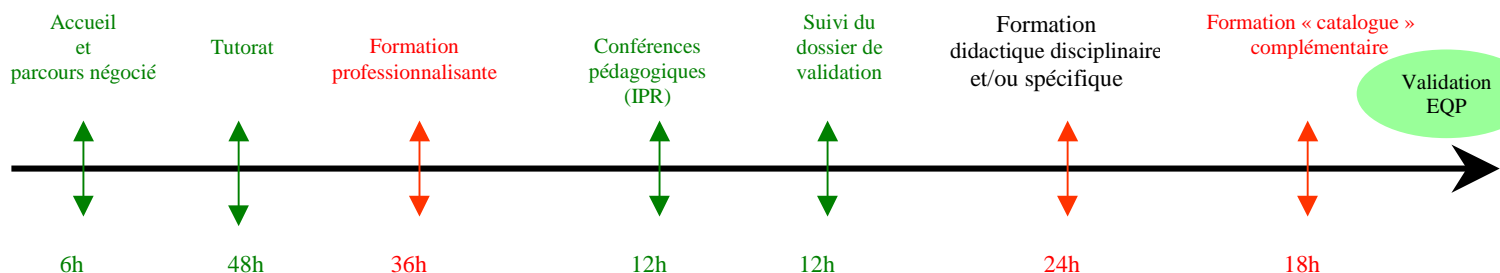 Accueil
et
parcours négocié
Tutorat
Formation
professionnalisante
Conférences
pédagogiques
(IPR)
Suivi du
dossier de
validation
Formation
didactique disciplinaire
et/ou spécifique
Formation « catalogue »
complémentaire
Validation
EQP
6h
48h
36h
12h
12h
24h
18h